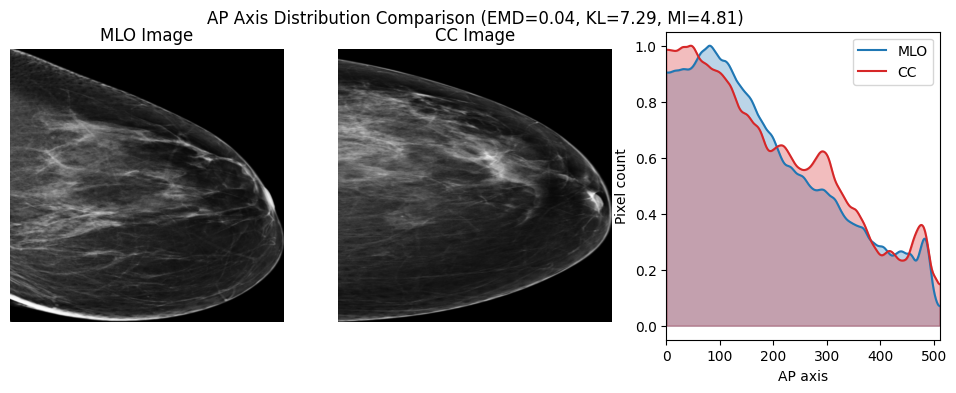 AP Axis Distribution Comparison (EMD=0.04, KL=7.29, MI=4.81)
MLO Image
CC Image
MLO
CC
Pixel count
1.0
0.8
0.6
0.4
0.2
0.0
0 100 200 300 400 500
AP axis